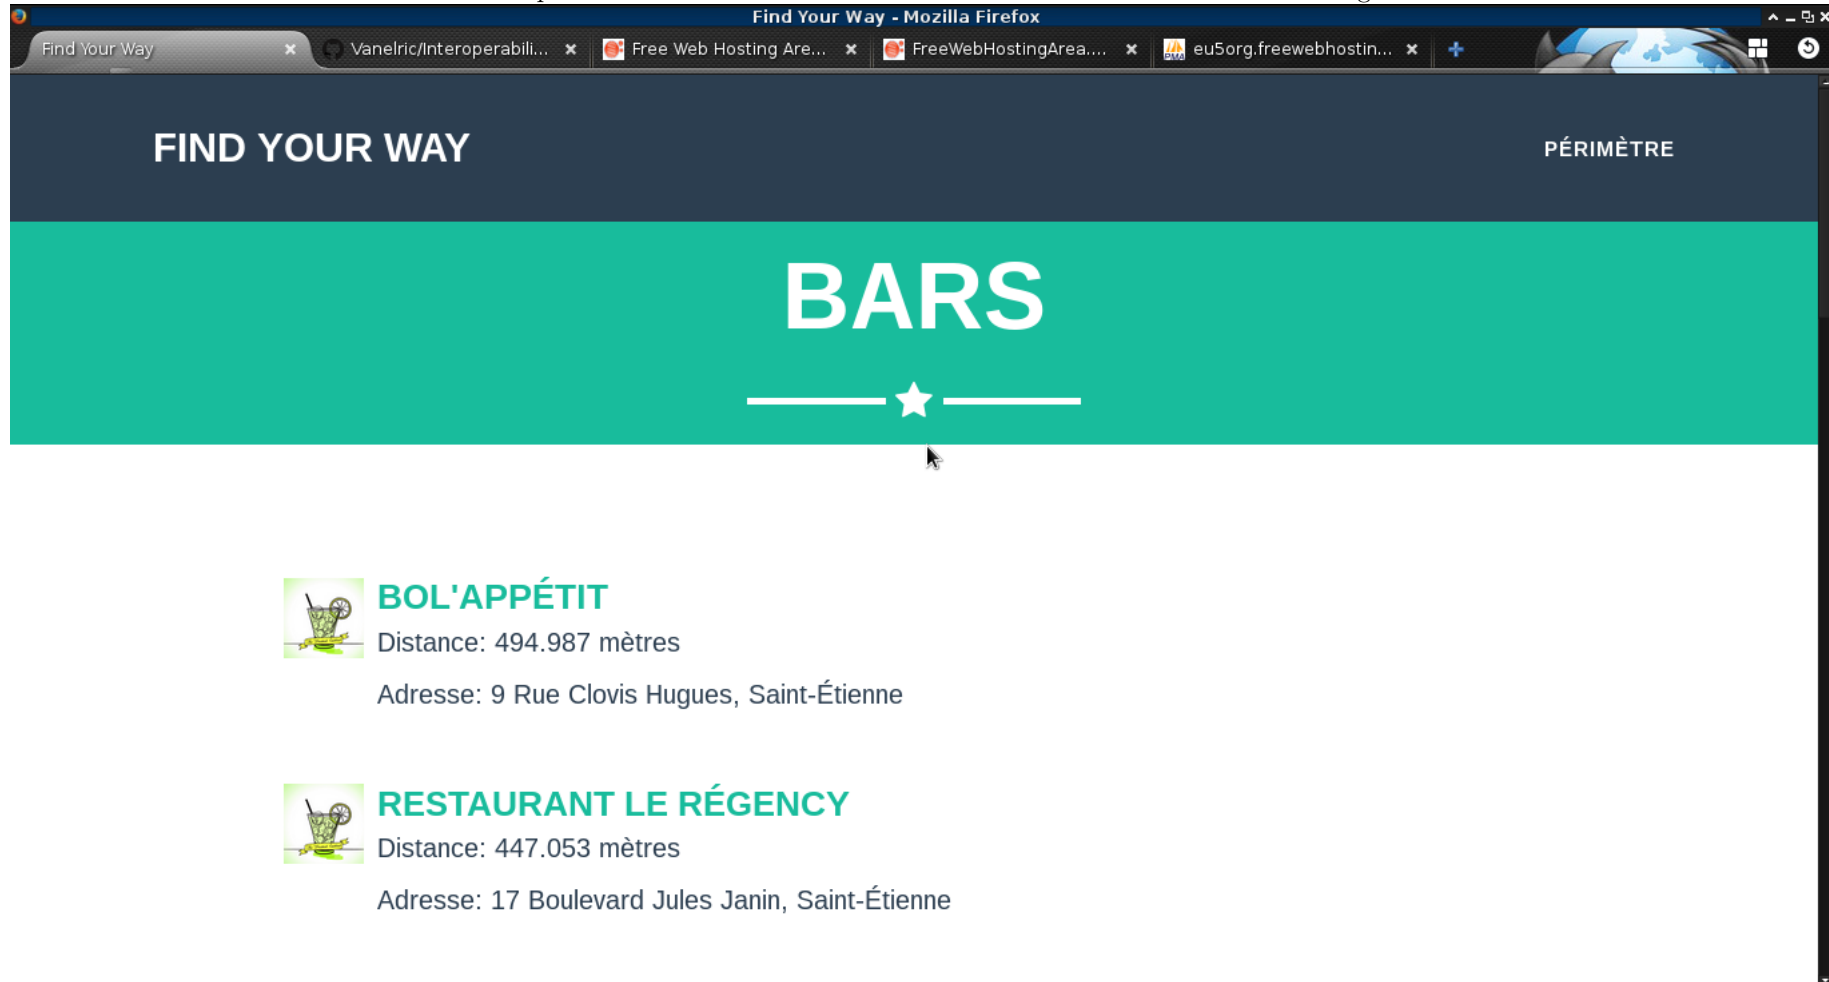 Find Your Way - Mozilla Firefox
Find Your Way
Vanelric/Interoperabili...
Free Web Hosting Are...
FreeWebHostingArea....
eu5org.freewebhostin...
FIND YOUR WAY
PÉRIMÈTRE
BARS
BOL'APPÉTIT
Distance: 494.987 mètres
Adresse: 9 Rue Clovis Hugues, Saint-Étienne
RESTAURANT LE RÉGENCY
Distance: 447.053 mètres
Adresse: 17 Boulevard Jules Janin, Saint-Étienne